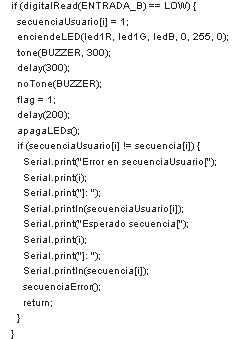 if (digitalRead(ENTRADA_B) == LOW) {
secuenciaUsuario[i] = 1;
enciendeLED(led1R, led1G, ledB, 0, 255, 0);
tone(BUZZER, 300);
delay(300);
noTone(BUZZER);
flag = 1;
delay(200);
apagaLEDs();
if (secuenciaUsuario[i] != secuencia[i]) {
Serial.print("Error en secuenciaUsuario[");
Serial.print(i);
Serial.print("]: ");
Serial.println(secuenciaUsuario[i]);
Serial.print("Esperado secuencia[");
Serial.print(i);
Serial.print("]: ");
Serial.println(secuencia[i]);
secuenciaError();
return;
}
}